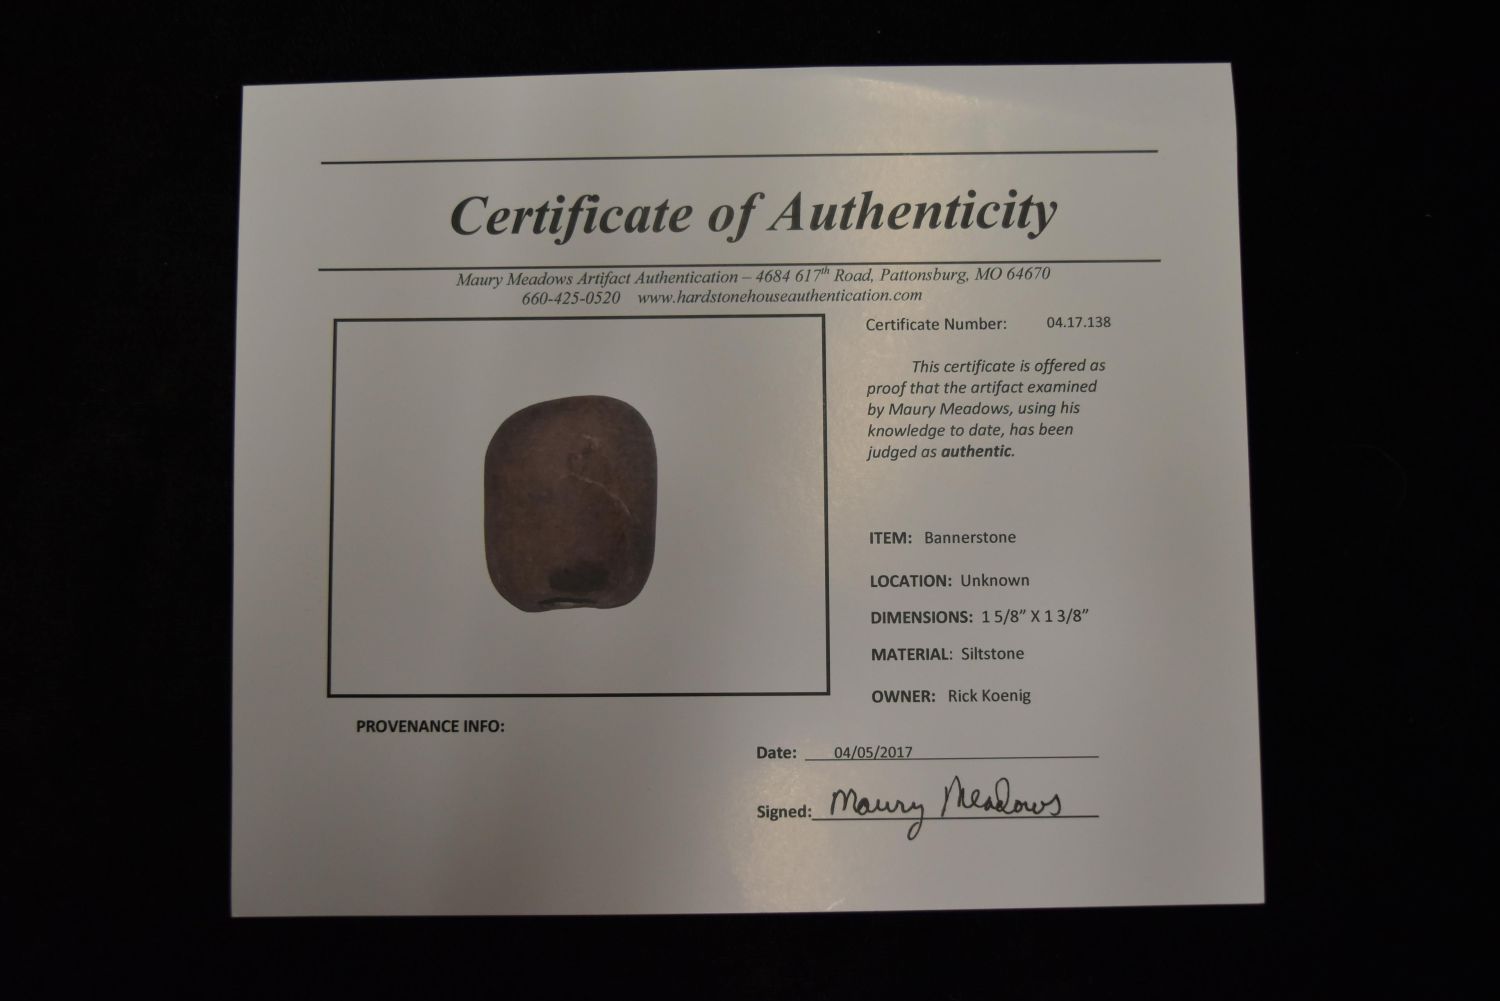 Certificate of Authenticity
Maury Meadows Artifact Authentication – 4684 617th Road, Pattonsburg, MO 64670
660-425-0520 www.hardstonehouseauthentication.com
Certificate Number: 04.17.138
This certificate is offered as
proof that the artifact examined
by Maury Meadows, using his
knowledge to date, has been
judged as authentic.
ITEM: Bannerstone
LOCATION: Unknown
DIMENSIONS: 1 5/8” X 1 3/8”
MATERIAL: Siltstone
OWNER: Rick Koenig
PROVENANCE INFO:
Date: 04/05/2017
Signed: Maury Meadows